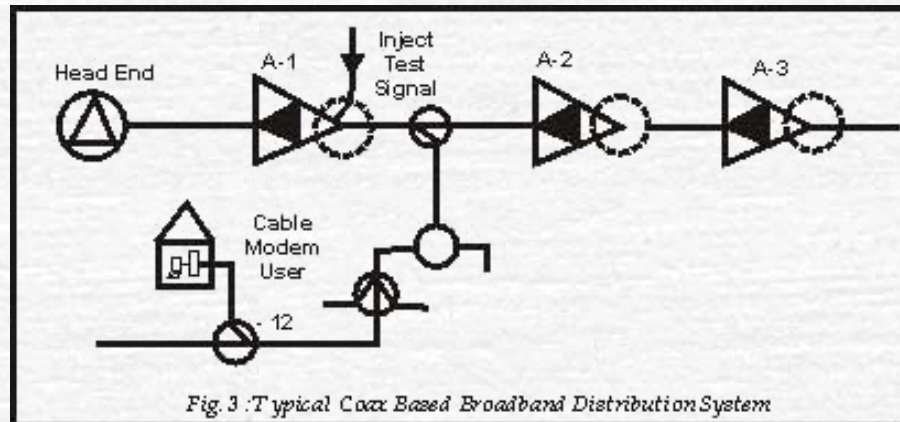 Head End
A-1
Inject
Test
Signal
A-2
A-3
Cable
Modem
User
- 12
Fig. 3 : Typical Coax Based Broadband Distribution System